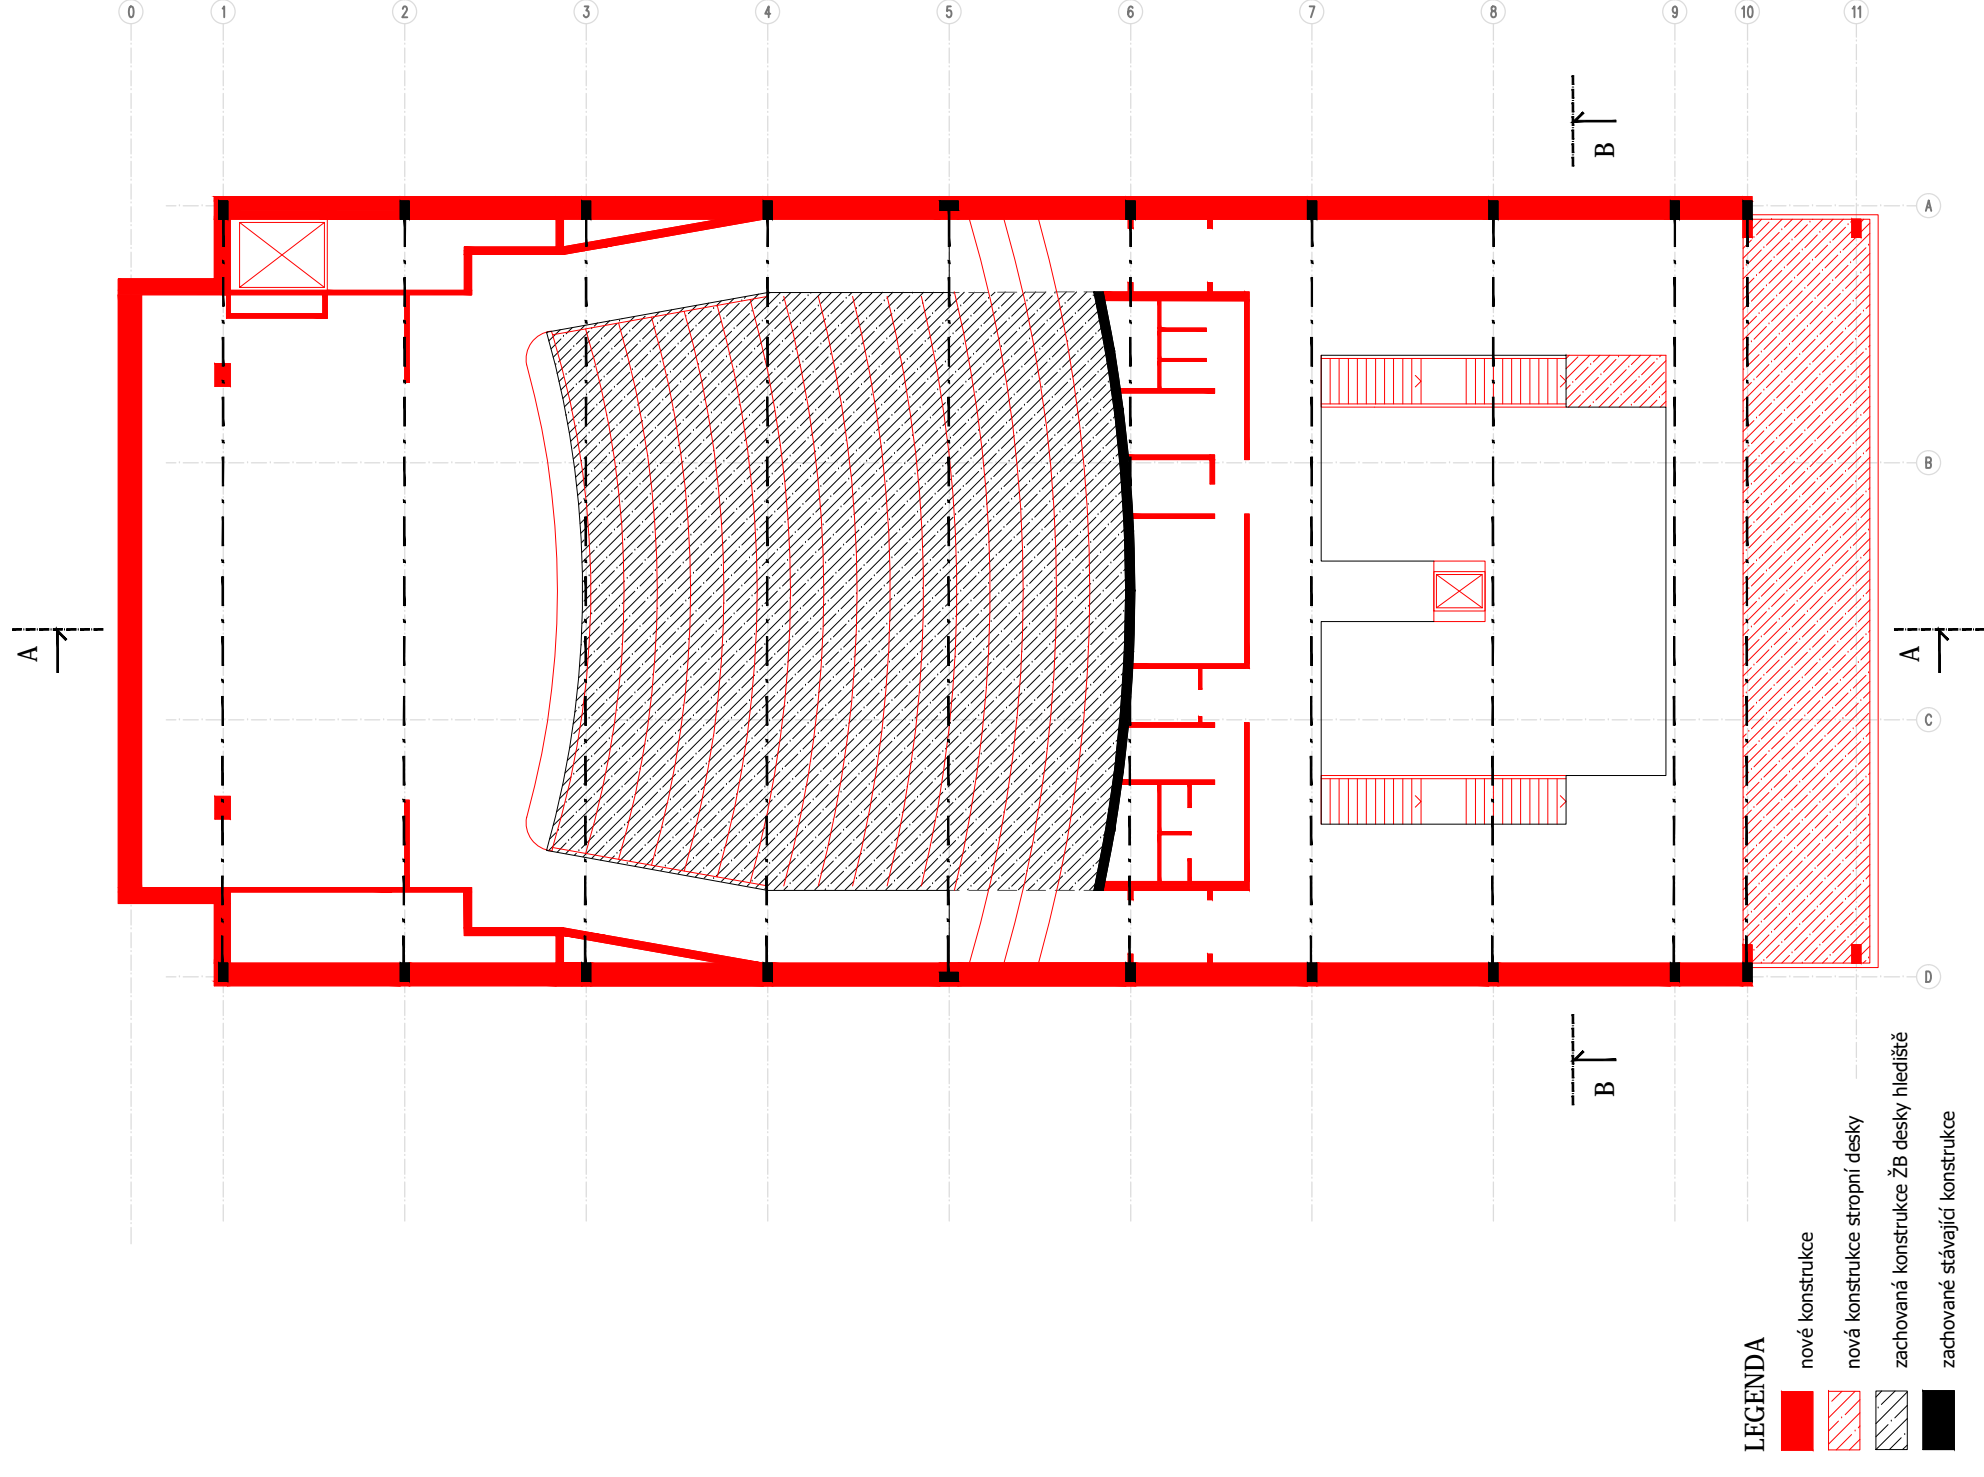 0 1 2 3 4 5 6 7 8 9 10 11
B
A
B
A
A
C
D
B
LEGENDA
nové konstrukce
nová konstrukce stropní desky
zachovaná konstrukce ŽB desky hlediště
zachované stávající konstrukce